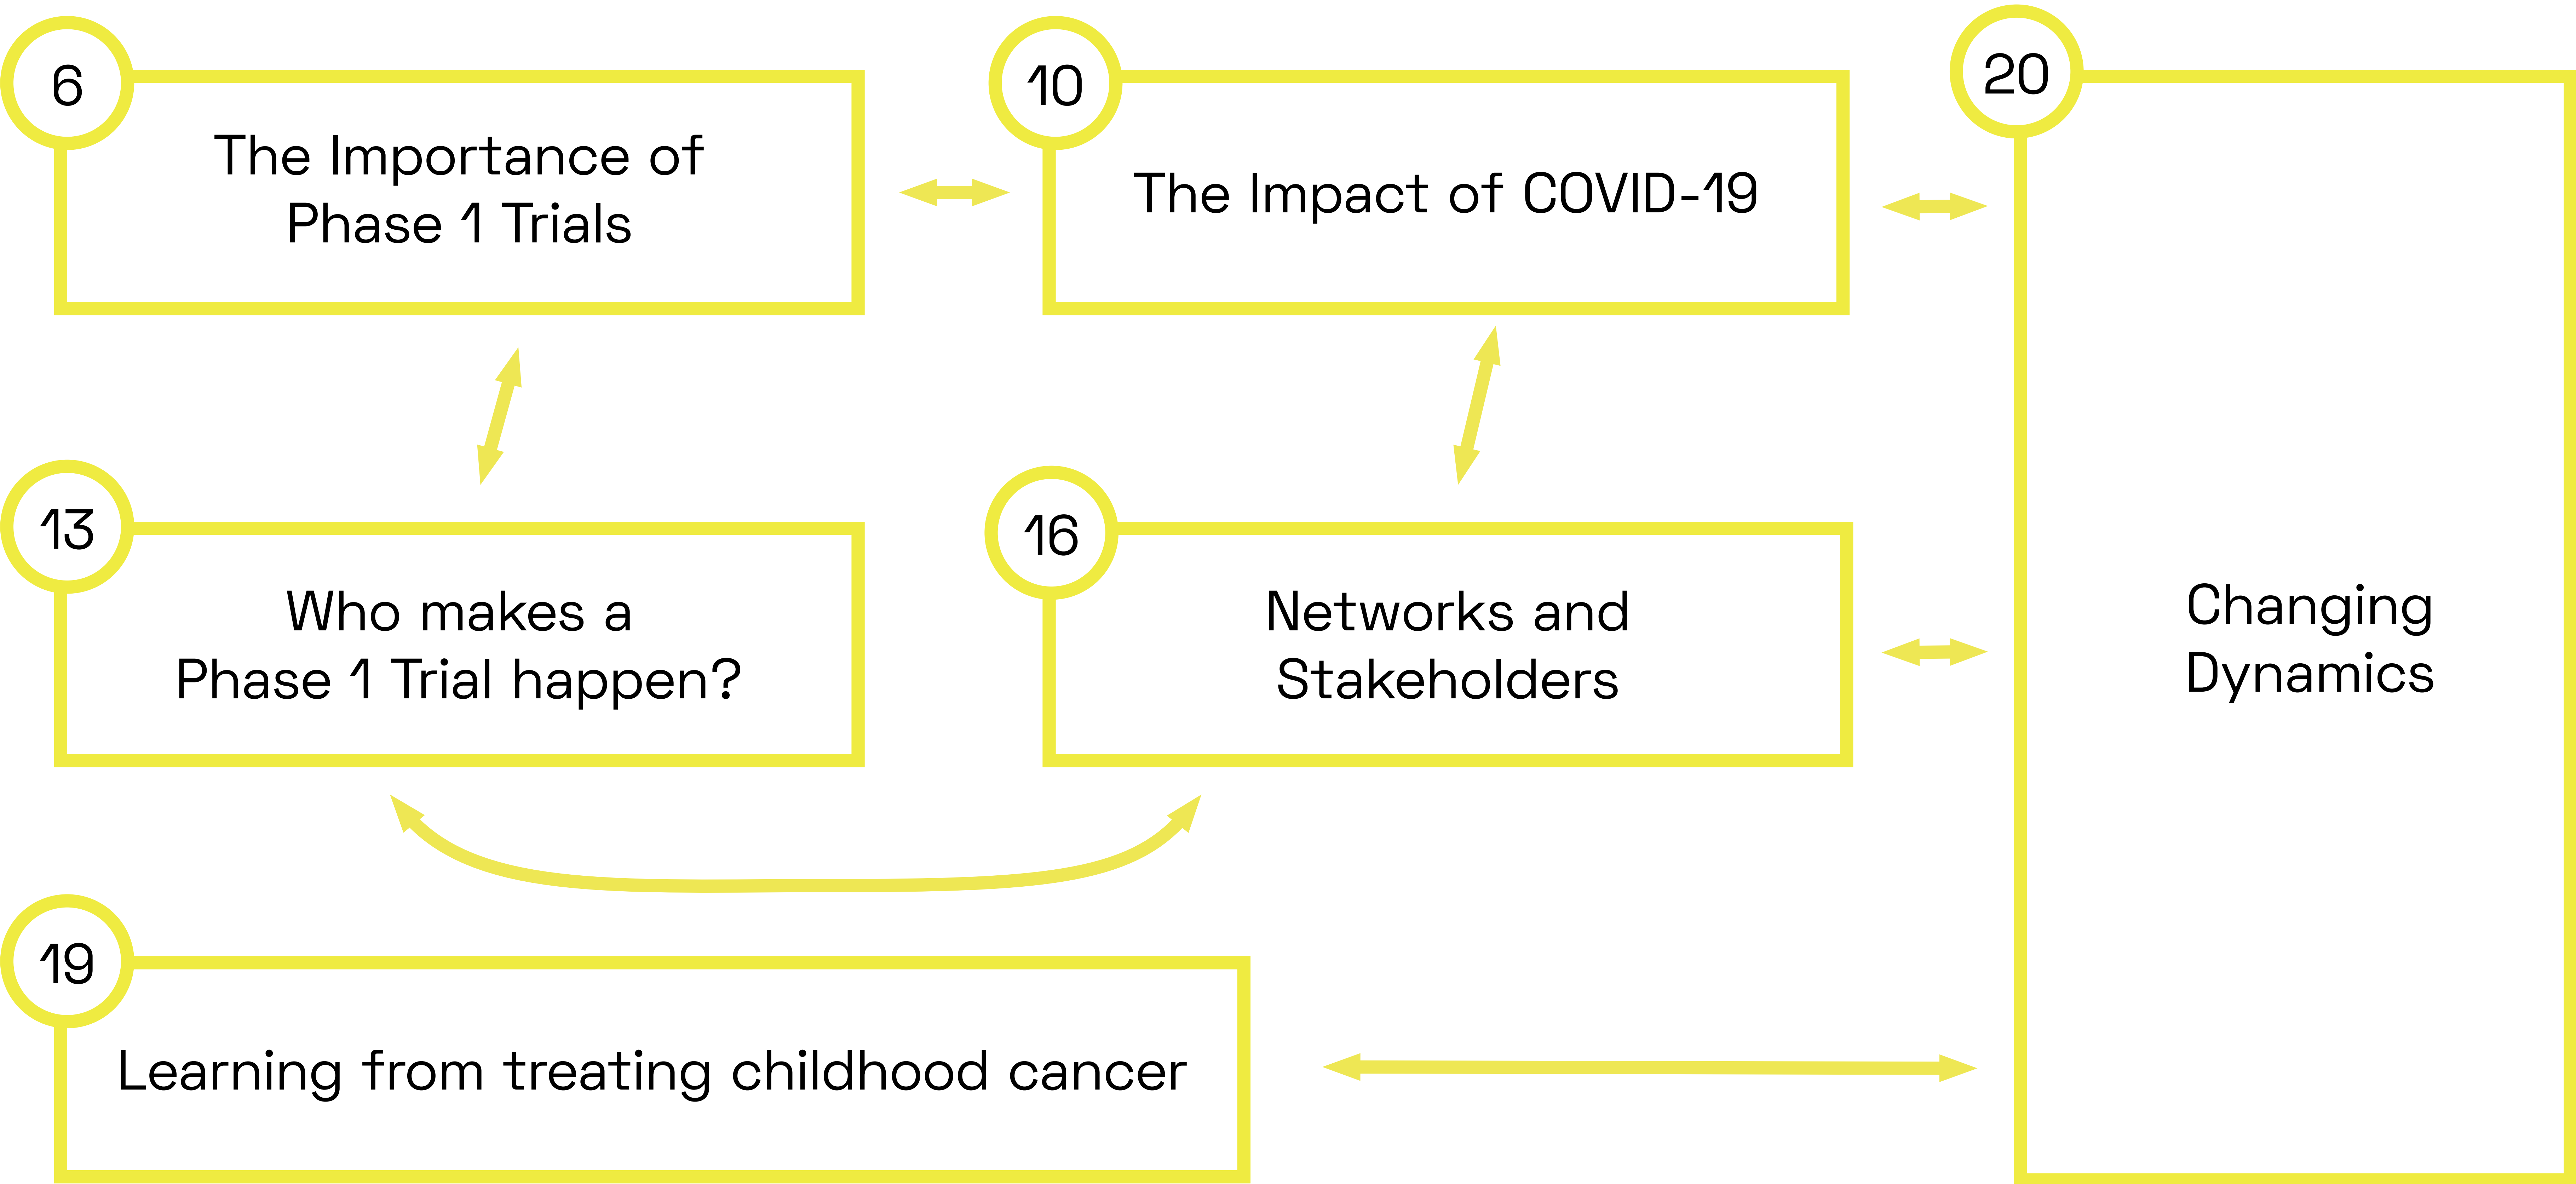 6
The Importance of
Phase 1 Trials
10
The Impact of COVID-19
20
Changing
Dynamics
13
Who makes a
Phase 1 Trial happen?
16
Networks and
Stakeholders
19
Learning from treating childhood cancer